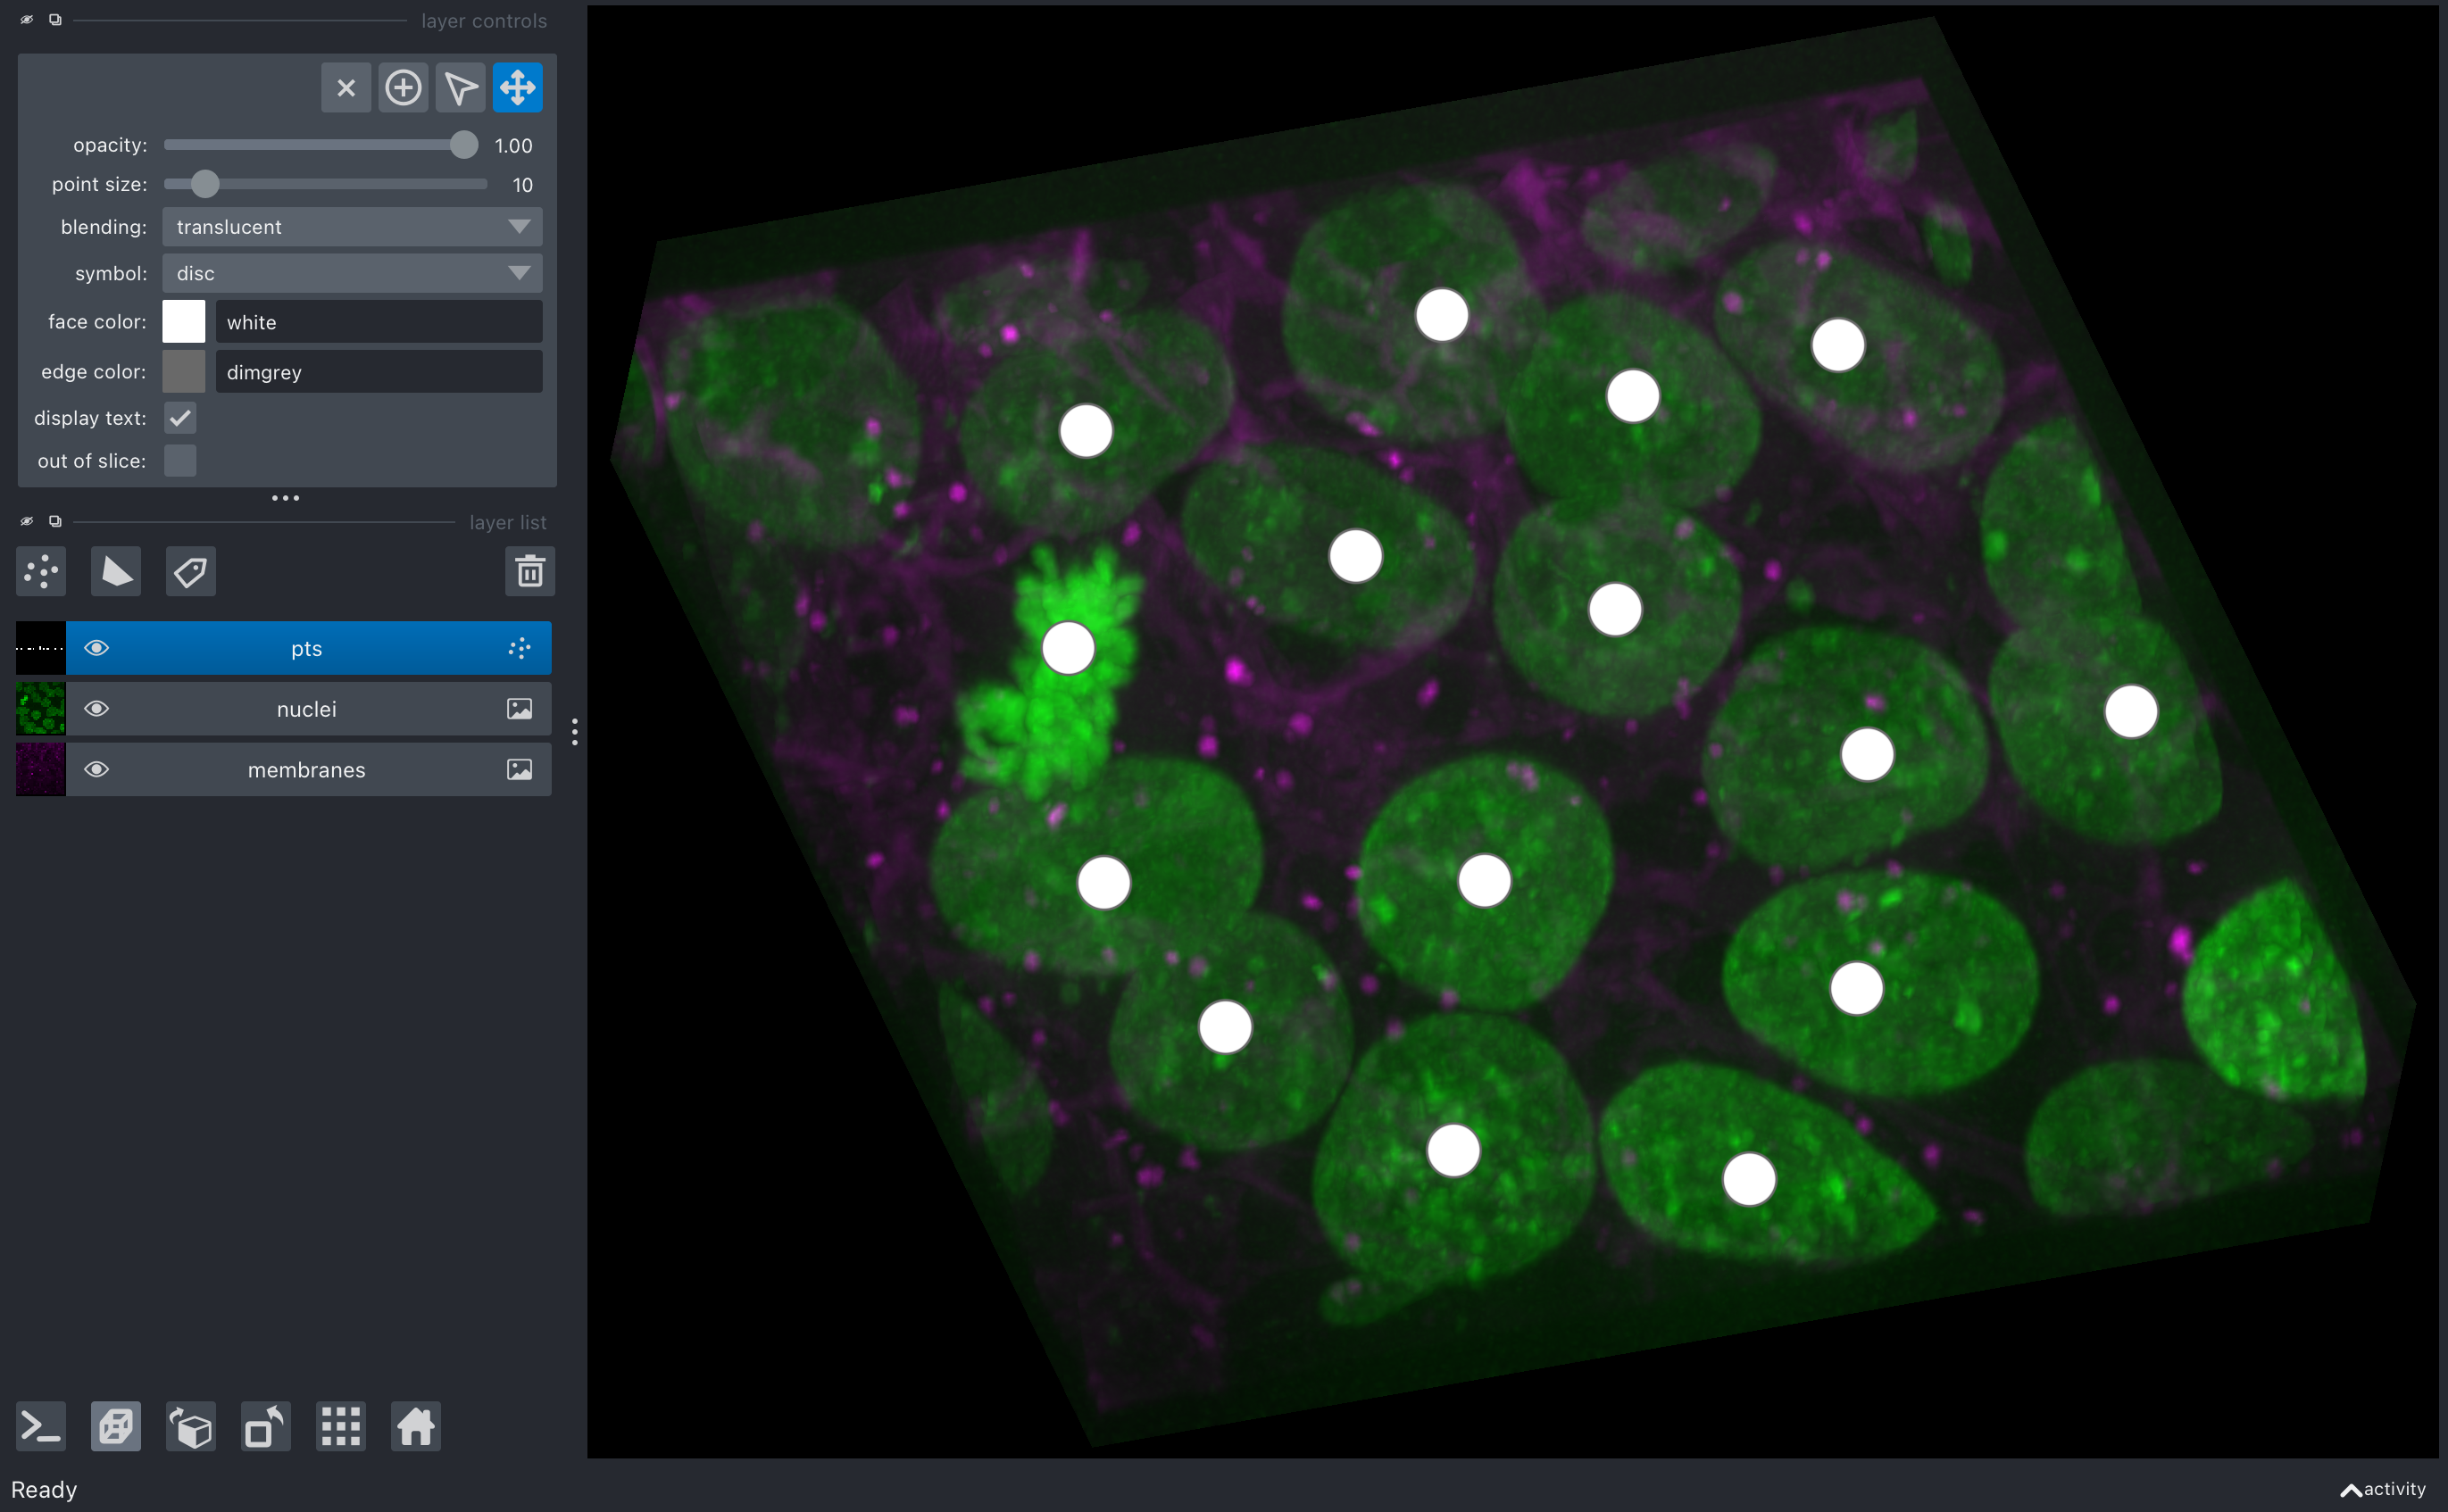 layer controls
opacity: 1.00
point size: 10
blending: translucent
symbol: disc
face color: white
edge color: dimgrey
display text:
out of slice:
layer list
pts
nuclei
membranes
Ready
activity